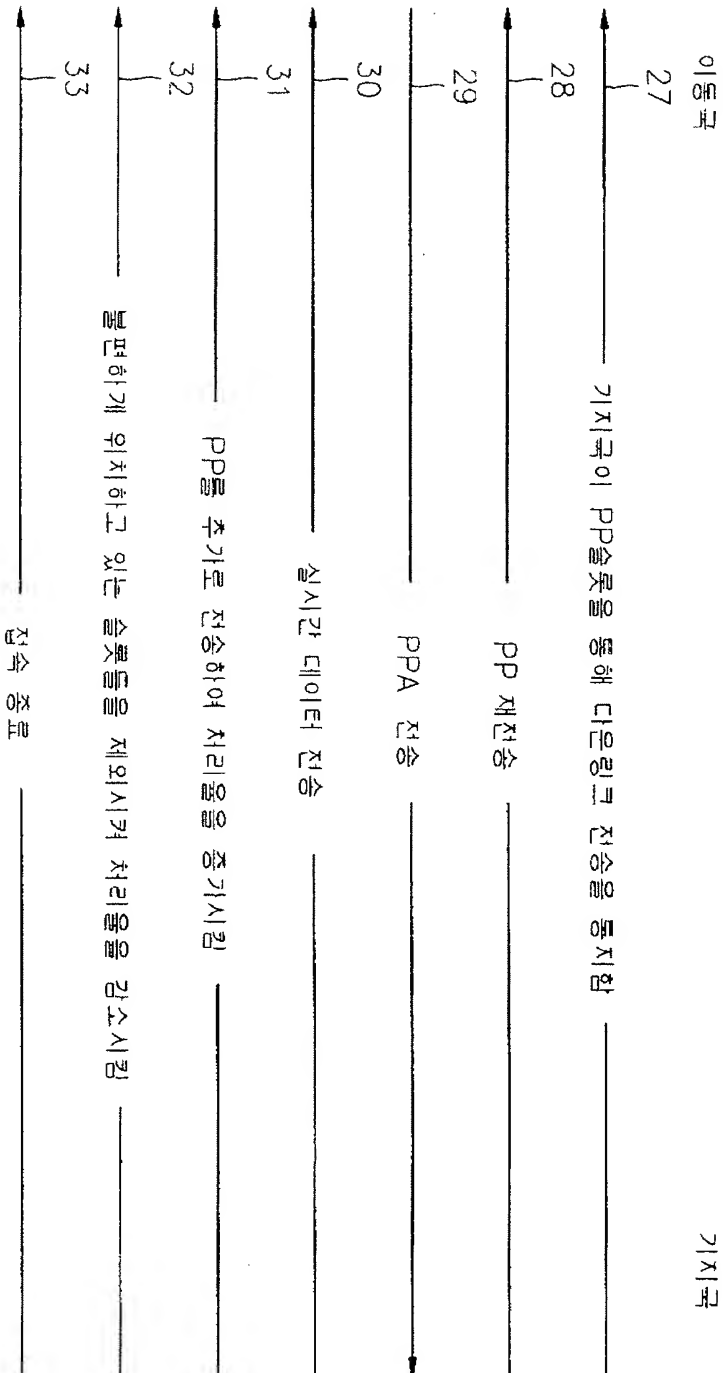 이동국 기지국
27 기지국이 PP슬롯을 통해 다운링크 전송을 통지함
28 PP 재전송
29 PPA 전송
30 실시간 데이터 전송
31 PP를 추가로 전송하여 처리율을 증가시킴
32 불편하게 위치하고 있는 슬롯들을 제외시켜 처리율을 감소시킴
33 접속 종료